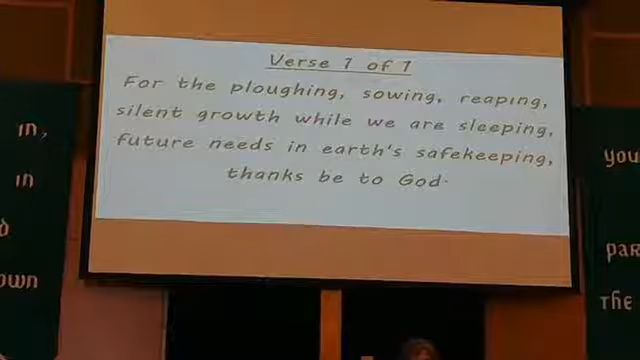 Verse 1 of 1
For the ploughing, sowing, reaping,
silent growth while we are sleeping,
future needs in earth's safekeeping,
thanks be to God.
in,
in
own
you
par
The